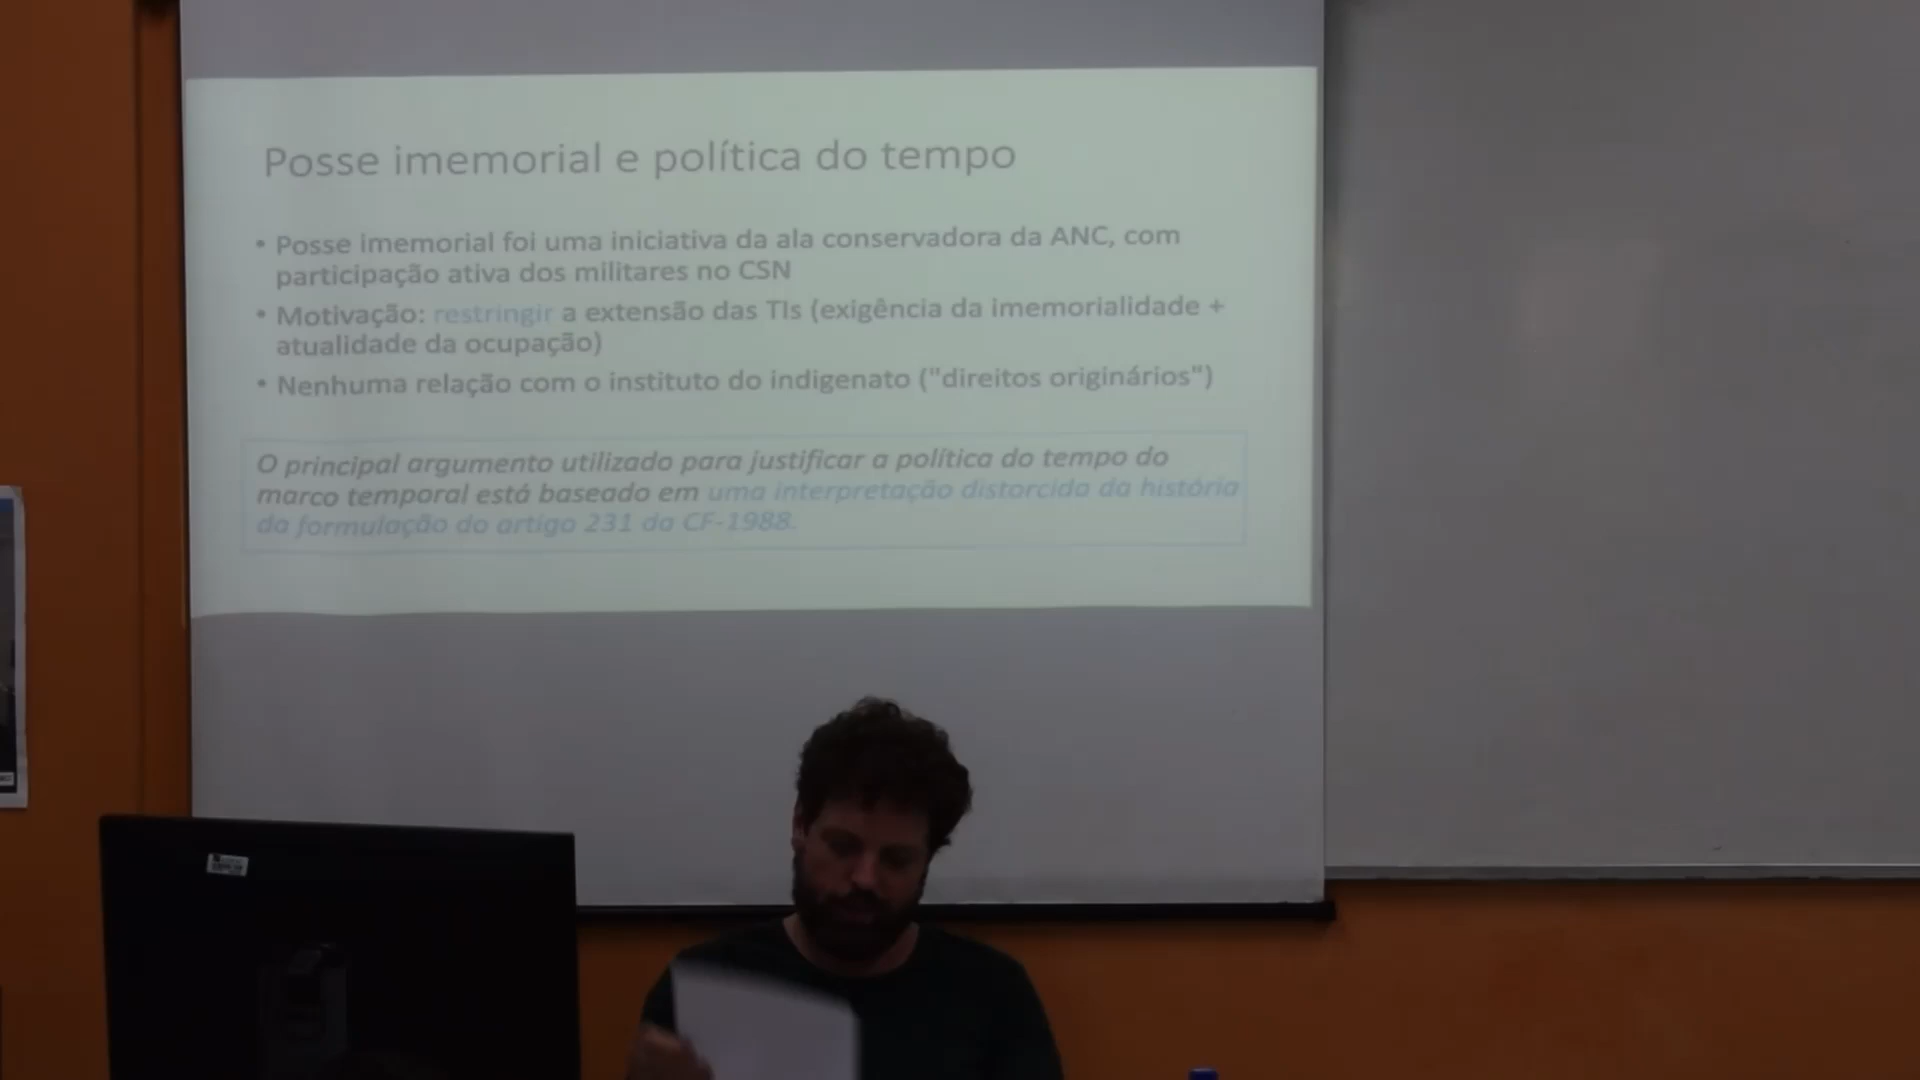 Posse imemorial e política do tempo
• Posse imemorial foi uma iniciativa da ala conservadora da ANC, com
participação ativa dos militares no CSN
• Motivação: restringir a extensão das TIs (exigência da imemorialidade +
atualidade da ocupação)
• Nenhuma relação com o instituto do indigenato ("direitos originários")
O principal argumento utilizado para justificar a política do tempo do
marco temporal está baseado em uma interpretação distorcida da história
da formulação do artigo 231 da CF-1988.